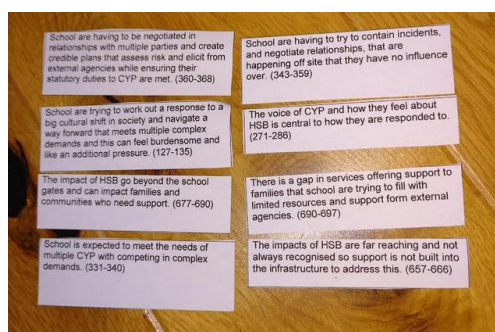 School are having to be negotiated in
relationships with multiple parties and create
credible plans that assess risk and elicit from
external agencies while ensuring their
statutory duties to CYP are met. (360-368)
School are trying to work out a response to a
big cultural shift in society and navigate a
way forward that meets multiple complex
demands and this can feel burdensome and
like an additional pressure. (127-135)
The impact of HSB go beyond the school
gates and can impact families and
communities who need support. (677-690)
School is expected to meet the needs of
multiple CYP with competing in complex
demands. (331-340)
School are having to try to contain incidents,
and negotiate relationships, that are
happening off site that they have no influence
over. (343-359)
The voice of CYP and how they feel about
HSB is central to how they are responded to.
(271-286)
There is a gap in services offering support to
families that school are trying to fill with
limited resources and support form external
agencies. (690-697)
The impacts of HSB are far reaching and not
always recognised so support is not built into
the infrastructure to address this. (657-666)